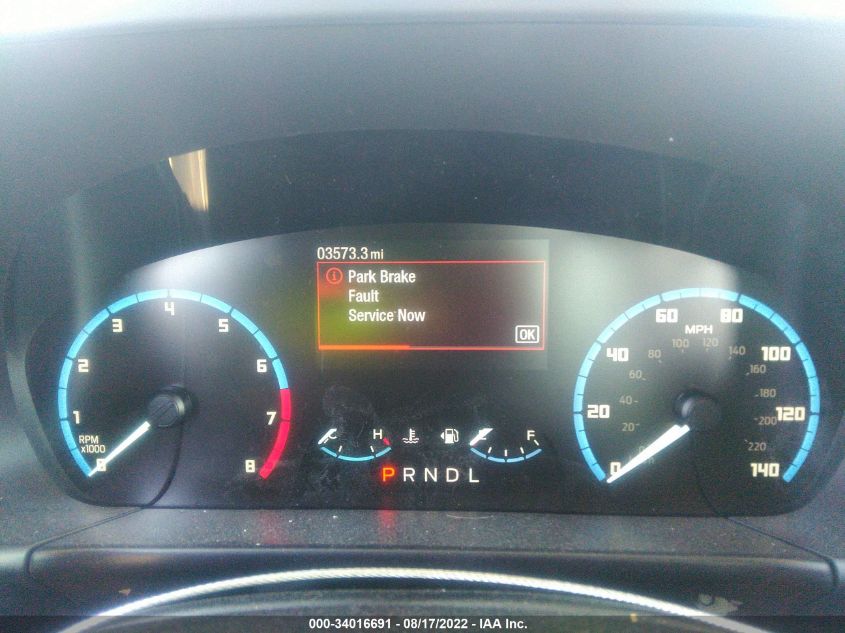 03573.3 mi
Park Brake
Fault
Service Now
OK
0 1 2 3 4 5 6 7 8
RPM
x1000
0 20 40 60 80 100 120 140
MPH
20 40 60 80 100 120 140 160 180 200 220
C H
E F
P R N D L
000-34016691 - 08/17/2022 - IAA Inc.